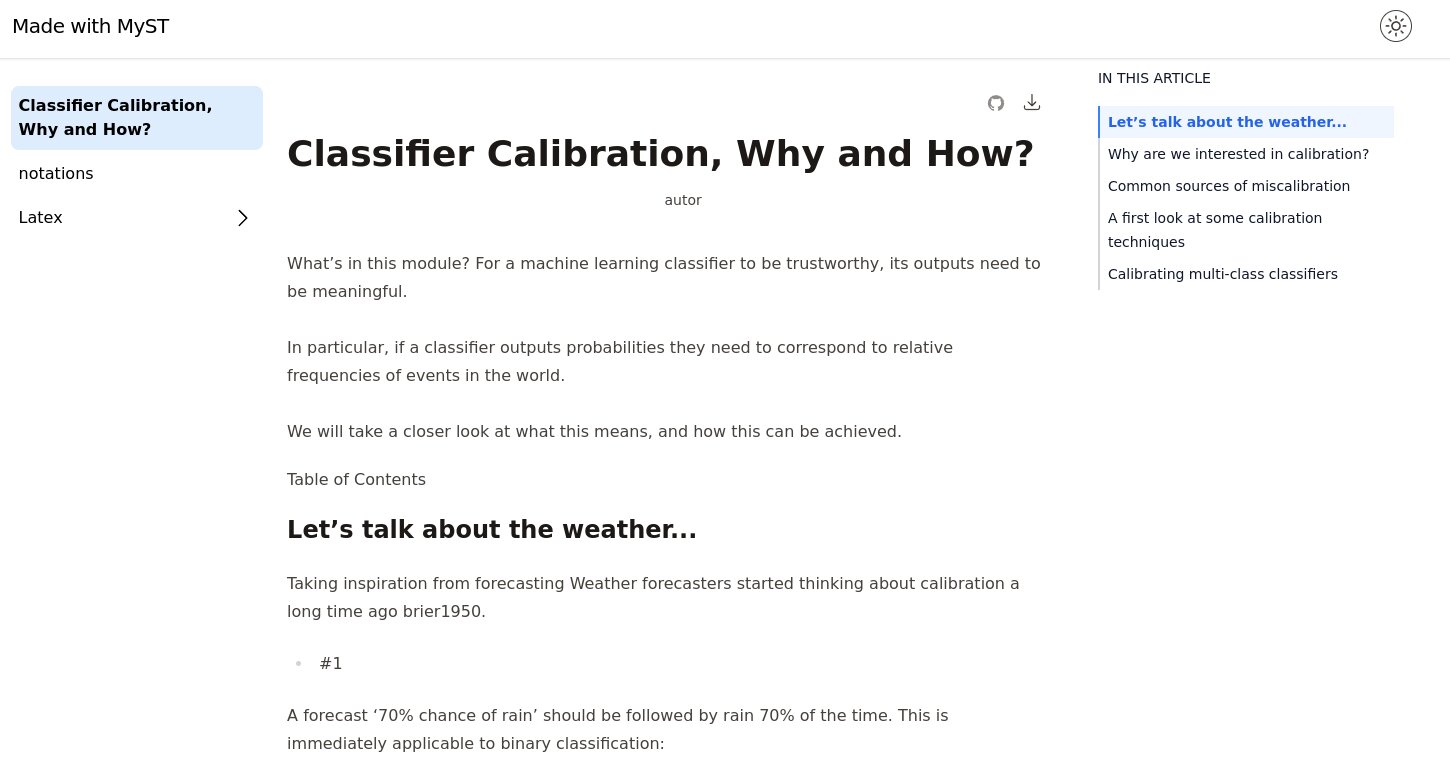 Made with MyST
Classifier Calibration,
Why and How?
notations
Latex
Classifier Calibration, Why and How?
autor
What’s in this module? For a machine learning classifier to be trustworthy, its outputs need to
be meaningful.
In particular, if a classifier outputs probabilities they need to correspond to relative
frequencies of events in the world.
We will take a closer look at what this means, and how this can be achieved.
Table of Contents
Let’s talk about the weather...
Taking inspiration from forecasting Weather forecasters started thinking about calibration a
long time ago brier1950.
#1
A forecast ‘70% chance of rain’ should be followed by rain 70% of the time. This is
immediately applicable to binary classification:
IN THIS ARTICLE
Let’s talk about the weather...
Why are we interested in calibration?
Common sources of miscalibration
A first look at some calibration
techniques
Calibrating multi-class classifiers